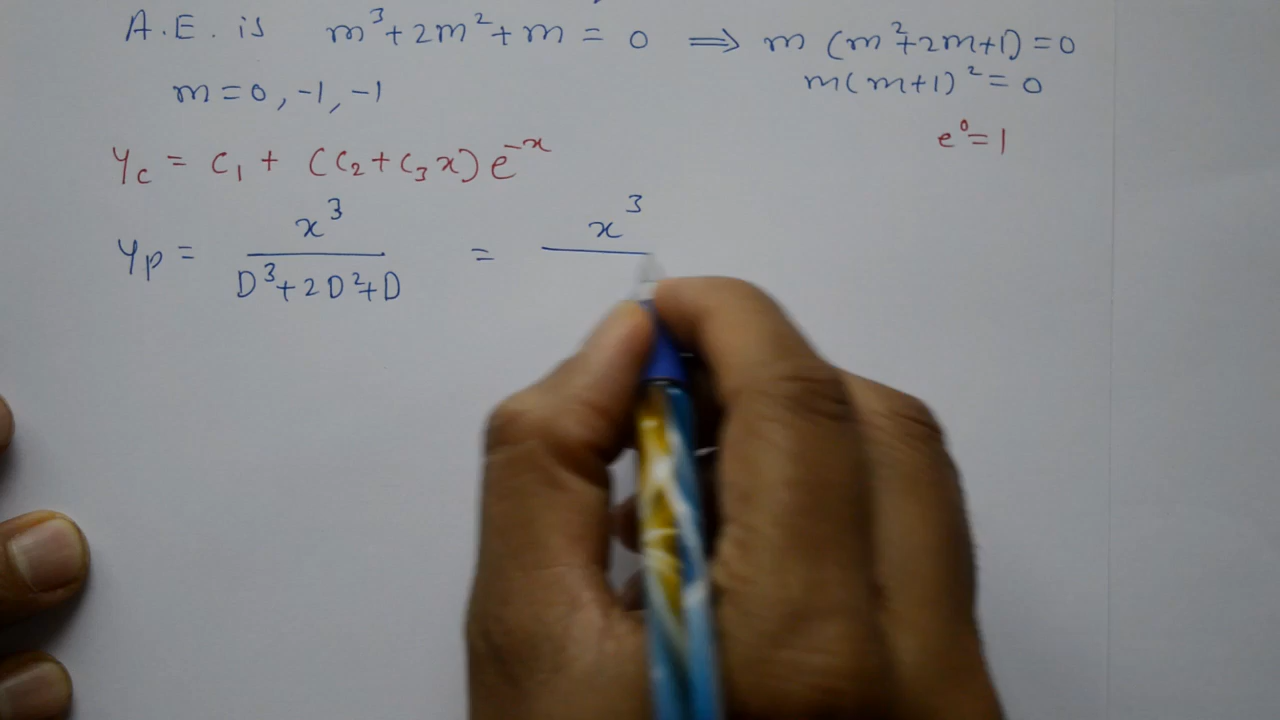 A.E. is m³+2m²+m = 0 ⟹ m (m²+2m+1) = 0
m = 0, -1, -1 m(m+1)² = 0
e⁰ = 1
Yc = C₁ + (C₂+C₃x) e⁻ˣ
Yp = x³/(D³+2D²+D) = x³